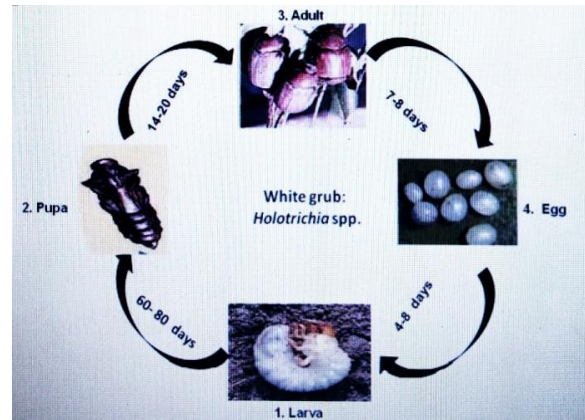 3. Adult
14-20 days
7-8 days
2. Pupa
White grub:
Holotrichia spp.
4. Egg
60- 80 days
4-8 days
1. Larva